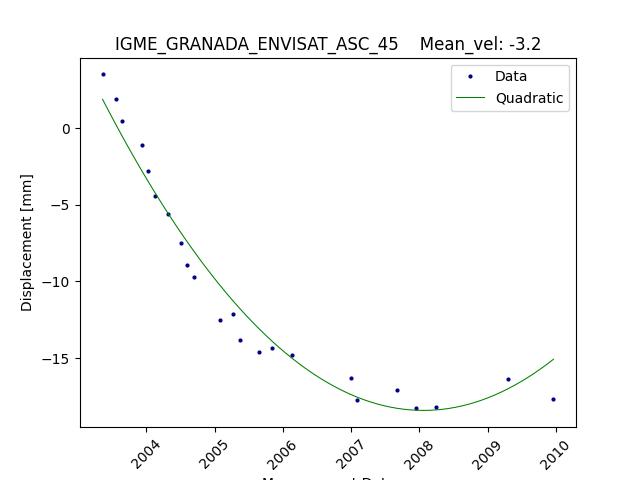 IGME_GRANADA_ENVISAT_ASC_45 Mean_vel: -3.2
Data
Quadratic
Displacement [mm]
0
−5
−10
−15
2004
2005
2006
2007
2008
2009
2010